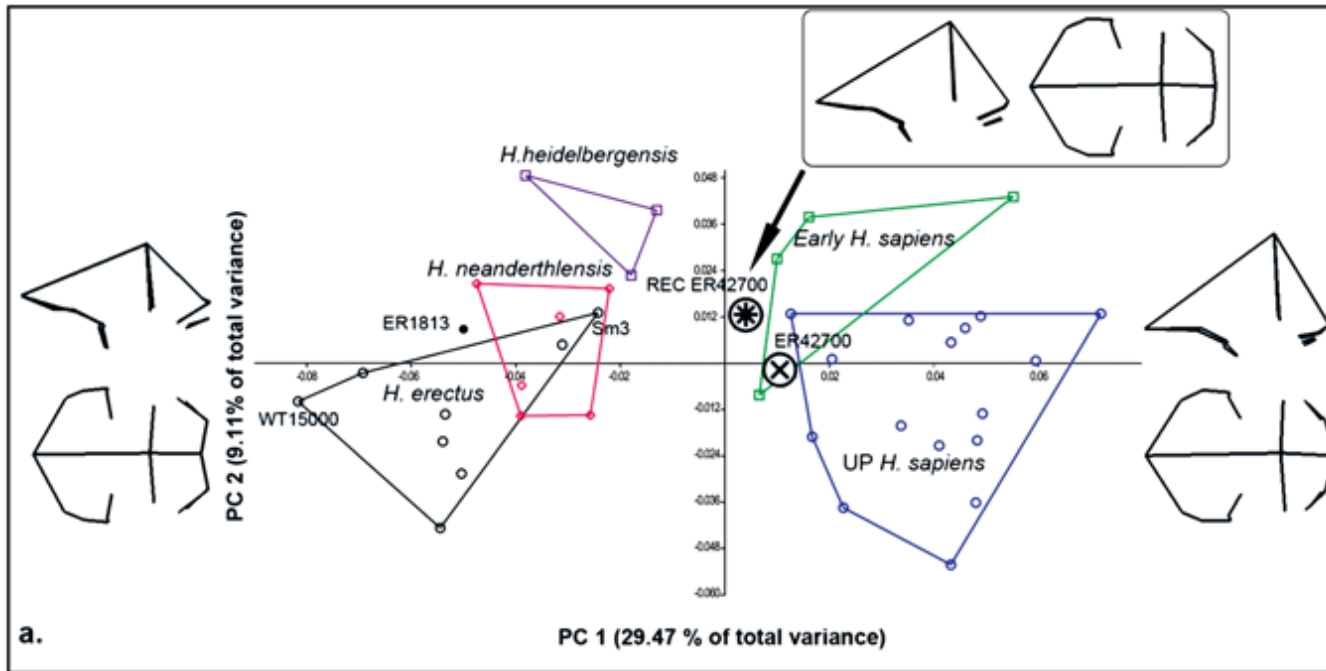 H.heidelbergensis
0.048
0.036
Early H. sapiens
H. neanderthlensis
0.024
REC ER42700
0.012
ER1813
Sm3
ER42700
-0.08
-0.06
-0.04
-0.02
0.02
0.04
0.06
H. erectus
WT15000
-0.012
-0.024
UP H. sapiens
-0.036
-0.048
-0.060
PC 2 (9.11% of total variance)
a.
PC 1 (29.47 % of total variance)